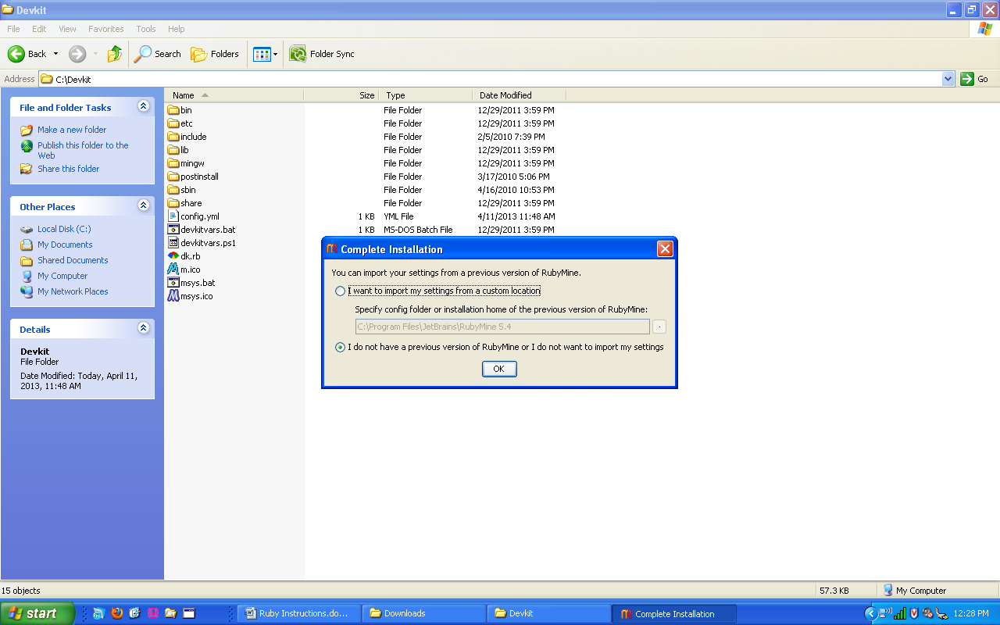 Devkit
File Edit View Favorites Tools Help
Back Search Folders Folder Sync
Address C:\Devkit Go
File and Folder Tasks
Make a new folder
Publish this folder to the
Web
Share this folder
Other Places
Local Disk (C:)
My Documents
Shared Documents
My Computer
My Network Places
Details
Devkit
File Folder
Date Modified: Today, April 11,
2013, 11:48 AM
Name Size Type Date Modified
bin File Folder 12/29/2011 3:59 PM
etc File Folder 12/29/2011 3:59 PM
include File Folder 2/5/2010 7:39 PM
lib File Folder 12/29/2011 3:59 PM
mingw File Folder 12/29/2011 3:59 PM
postinstall File Folder 3/17/2010 5:06 PM
sbin File Folder 4/16/2010 10:53 PM
share File Folder 12/29/2011 3:59 PM
config.yml 1 KB YML File 4/11/2013 11:48 AM
devkitvars.bat 1 KB MS-DOS Batch File 12/29/2011 3:59 PM
devkitvars.ps1
dk.rb
m.ico
msys.bat
msys.ico
Complete Installation
You can import your settings from a previous version of RubyMine.
I want to import my settings from a custom location
Specify config folder or installation home of the previous version of RubyMine:
C:\Program Files\JetBrains\RubyMine 5.4
.
I do not have a previous version of RubyMine or I do not want to import my settings
OK
15 objects 57.3 KB My Computer
start Ruby Instructions.do... Downloads Devkit Complete Installation 12:28 PM